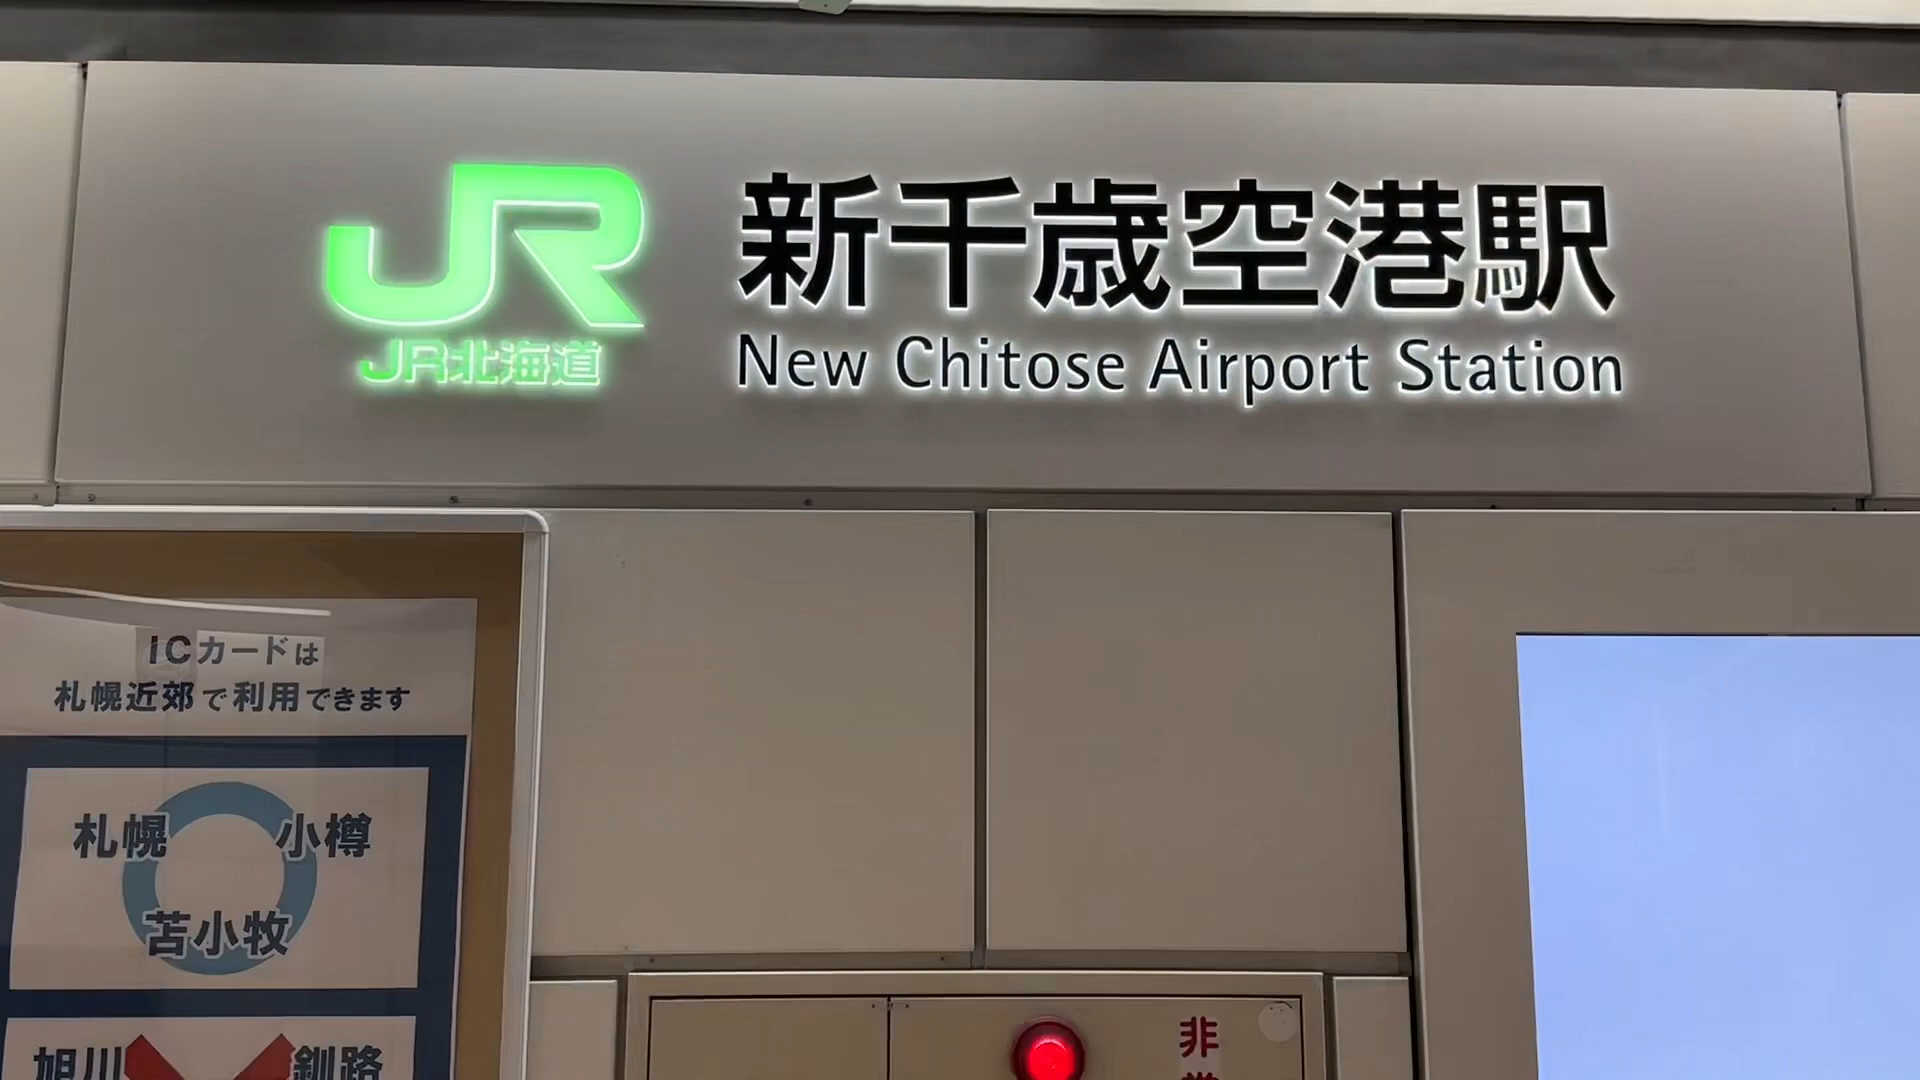 JR
JR北海道
新千歳空港駅
New Chitose Airport Station
ICカードは
札幌近郊で利用できます
札幌 小樽
苫小牧
旭川 釧路
非